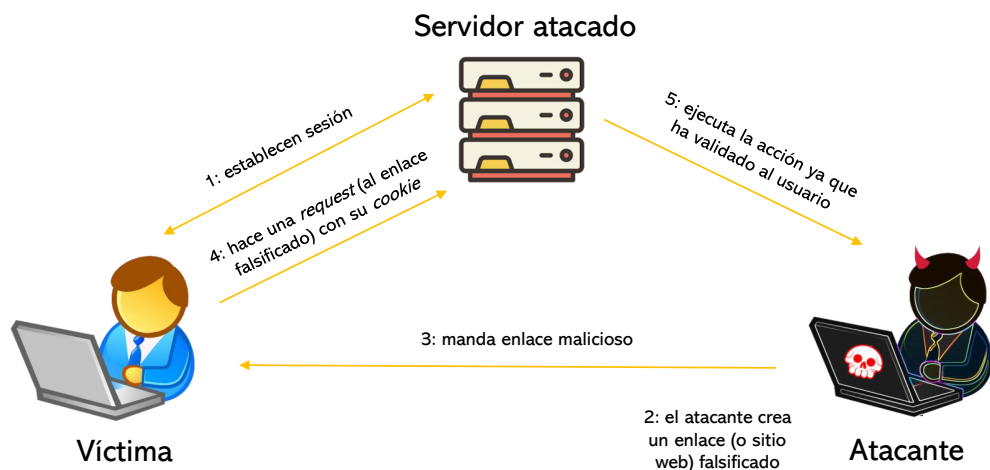 Servidor atacado
1: establecen sesión
4: hace una request (al enlace
falsificado) con su cookie
5: ejecuta la acción ya que
ha validado al usuario
3: manda enlace malicioso
2: el atacante crea
un enlace (o sitio
web) falsificado
Víctima
Atacante